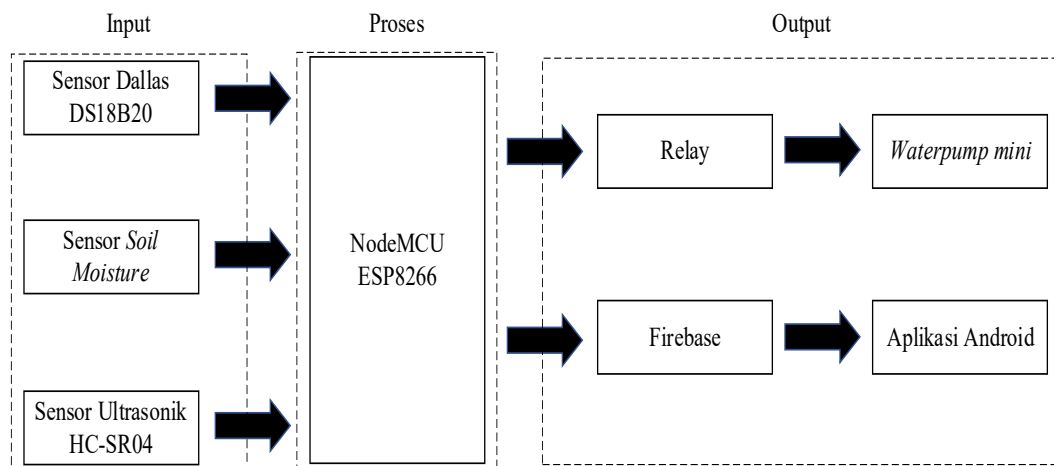 Input
Proses
Output
Sensor Dallas
DS18B20
Sensor Soil
Moisture
Sensor Ultrasonik
HC-SR04
NodeMCU
ESP8266
Relay
Waterpump mini
Firebase
Aplikasi Android